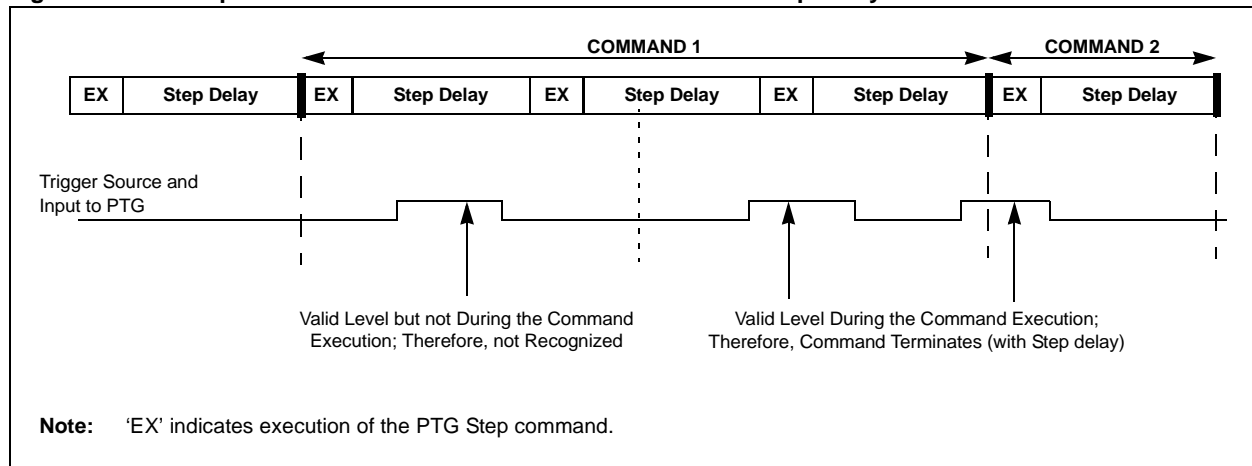 COMMAND 1 COMMAND 2
EX Step Delay EX Step Delay EX Step Delay EX Step Delay EX Step Delay
Trigger Source and
Input to PTG
Valid Level but not During the Command
Execution; Therefore, not Recognized
Valid Level During the Command Execution;
Therefore, Command Terminates (with Step delay)
Note: ‘EX’ indicates execution of the PTG Step command.